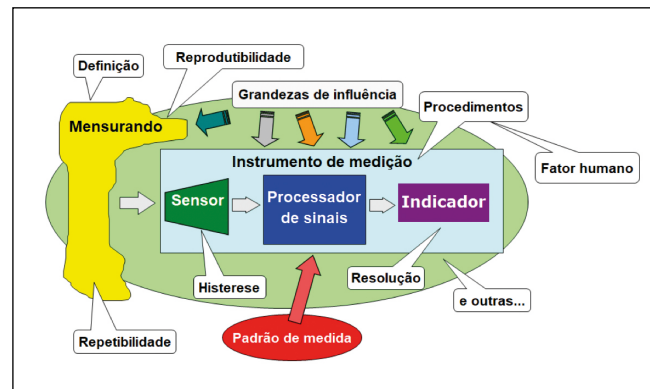 Reprodutibilidade
Definição
Grandezas de influência
Procedimentos
Mensurando
Fator humano
Instrumento de medição
Sensor
Processador
de sinais
Indicador
Histerese
Resolução
e outras...
Repetibilidade
Padrão de medida